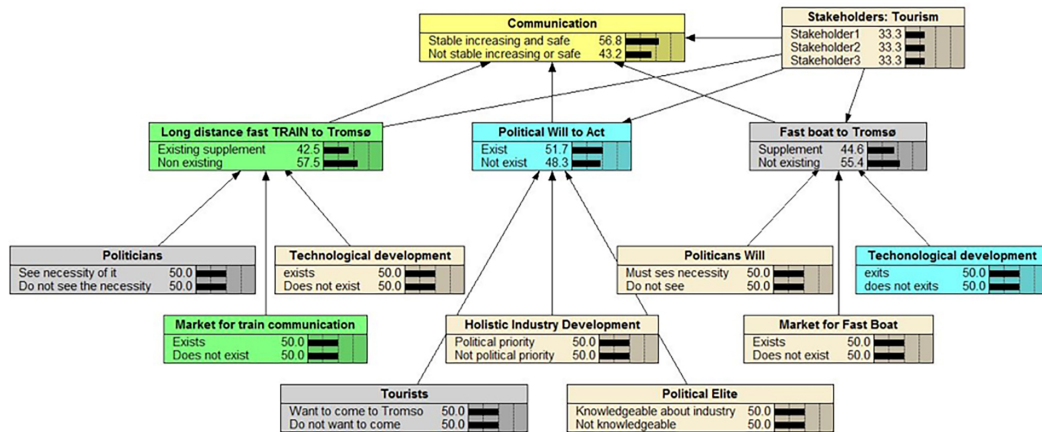 Communication
Stable increasing and safe 56.8
Not stable increasing or safe 43.2
Stakeholders: Tourism
Stakeholder1 33.3
Stakeholder2 33.3
Stakeholder3 33.3
Long distance fast TRAIN to Tromsø
Existing supplement 42.5
Non existing 57.5
Political Will to Act
Exist 51.7
Not exist 48.3
Fast boat to Tromsø
Supplement 44.6
Not existing 55.4
Politicians
See necessity of it 50.0
Do not see the necessity 50.0
Technological development
exists 50.0
Does not exist 50.0
Politicans Will
Must ses necessity 50.0
Do not see 50.0
Techonological development
exits 50.0
does not exits 50.0
Market for train communication
Exists 50.0
Does not exist 50.0
Holistic Industry Development
Political priority 50.0
Not political priority 50.0
Market for Fast Boat
Exists 50.0
Does not exist 50.0
Tourists
Want to come to Tromso 50.0
Do not want to come 50.0
Political Elite
Knowledgeable about industry 50.0
Not knowledgeable 50.0